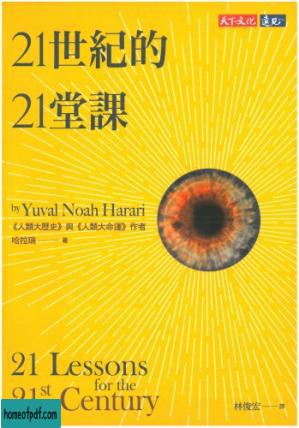 天下文化 遠見
21世紀的
21堂課
by Yuval Noah Harari
《人類大歷史》與《人類大命運》作者
哈拉瑞 著
21 Lessons
for the
21st Century
林俊宏 譯
homeofpdf.com